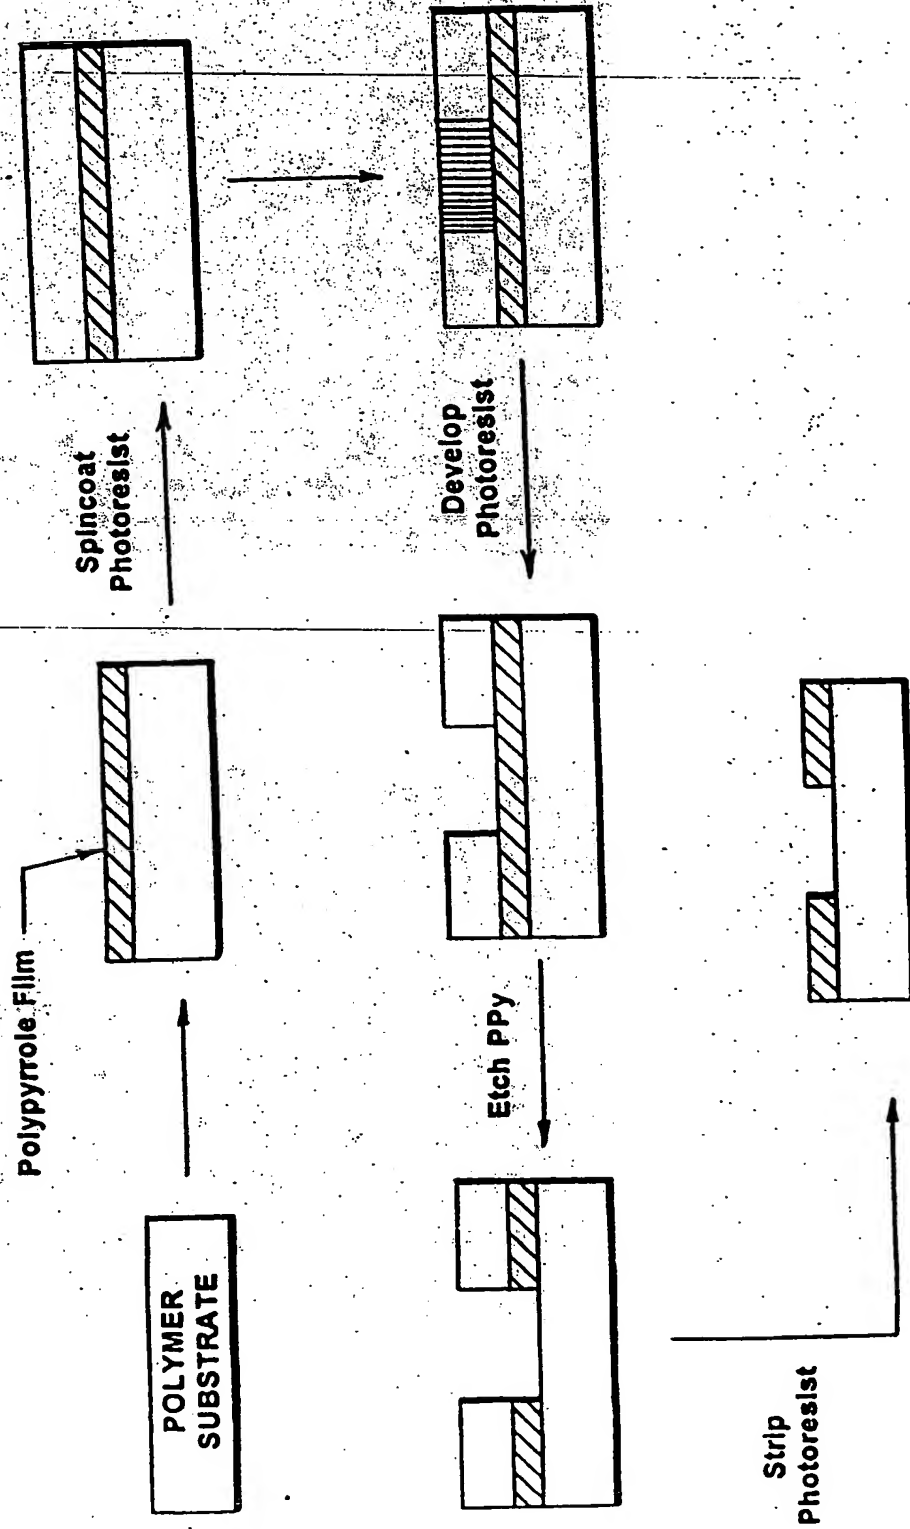 Polypyrrole Film
POLYMER
SUBSTRATE
Spincoat
Photoresist
Develop
Photoresist
Etch PPy
Strip
Photoresist